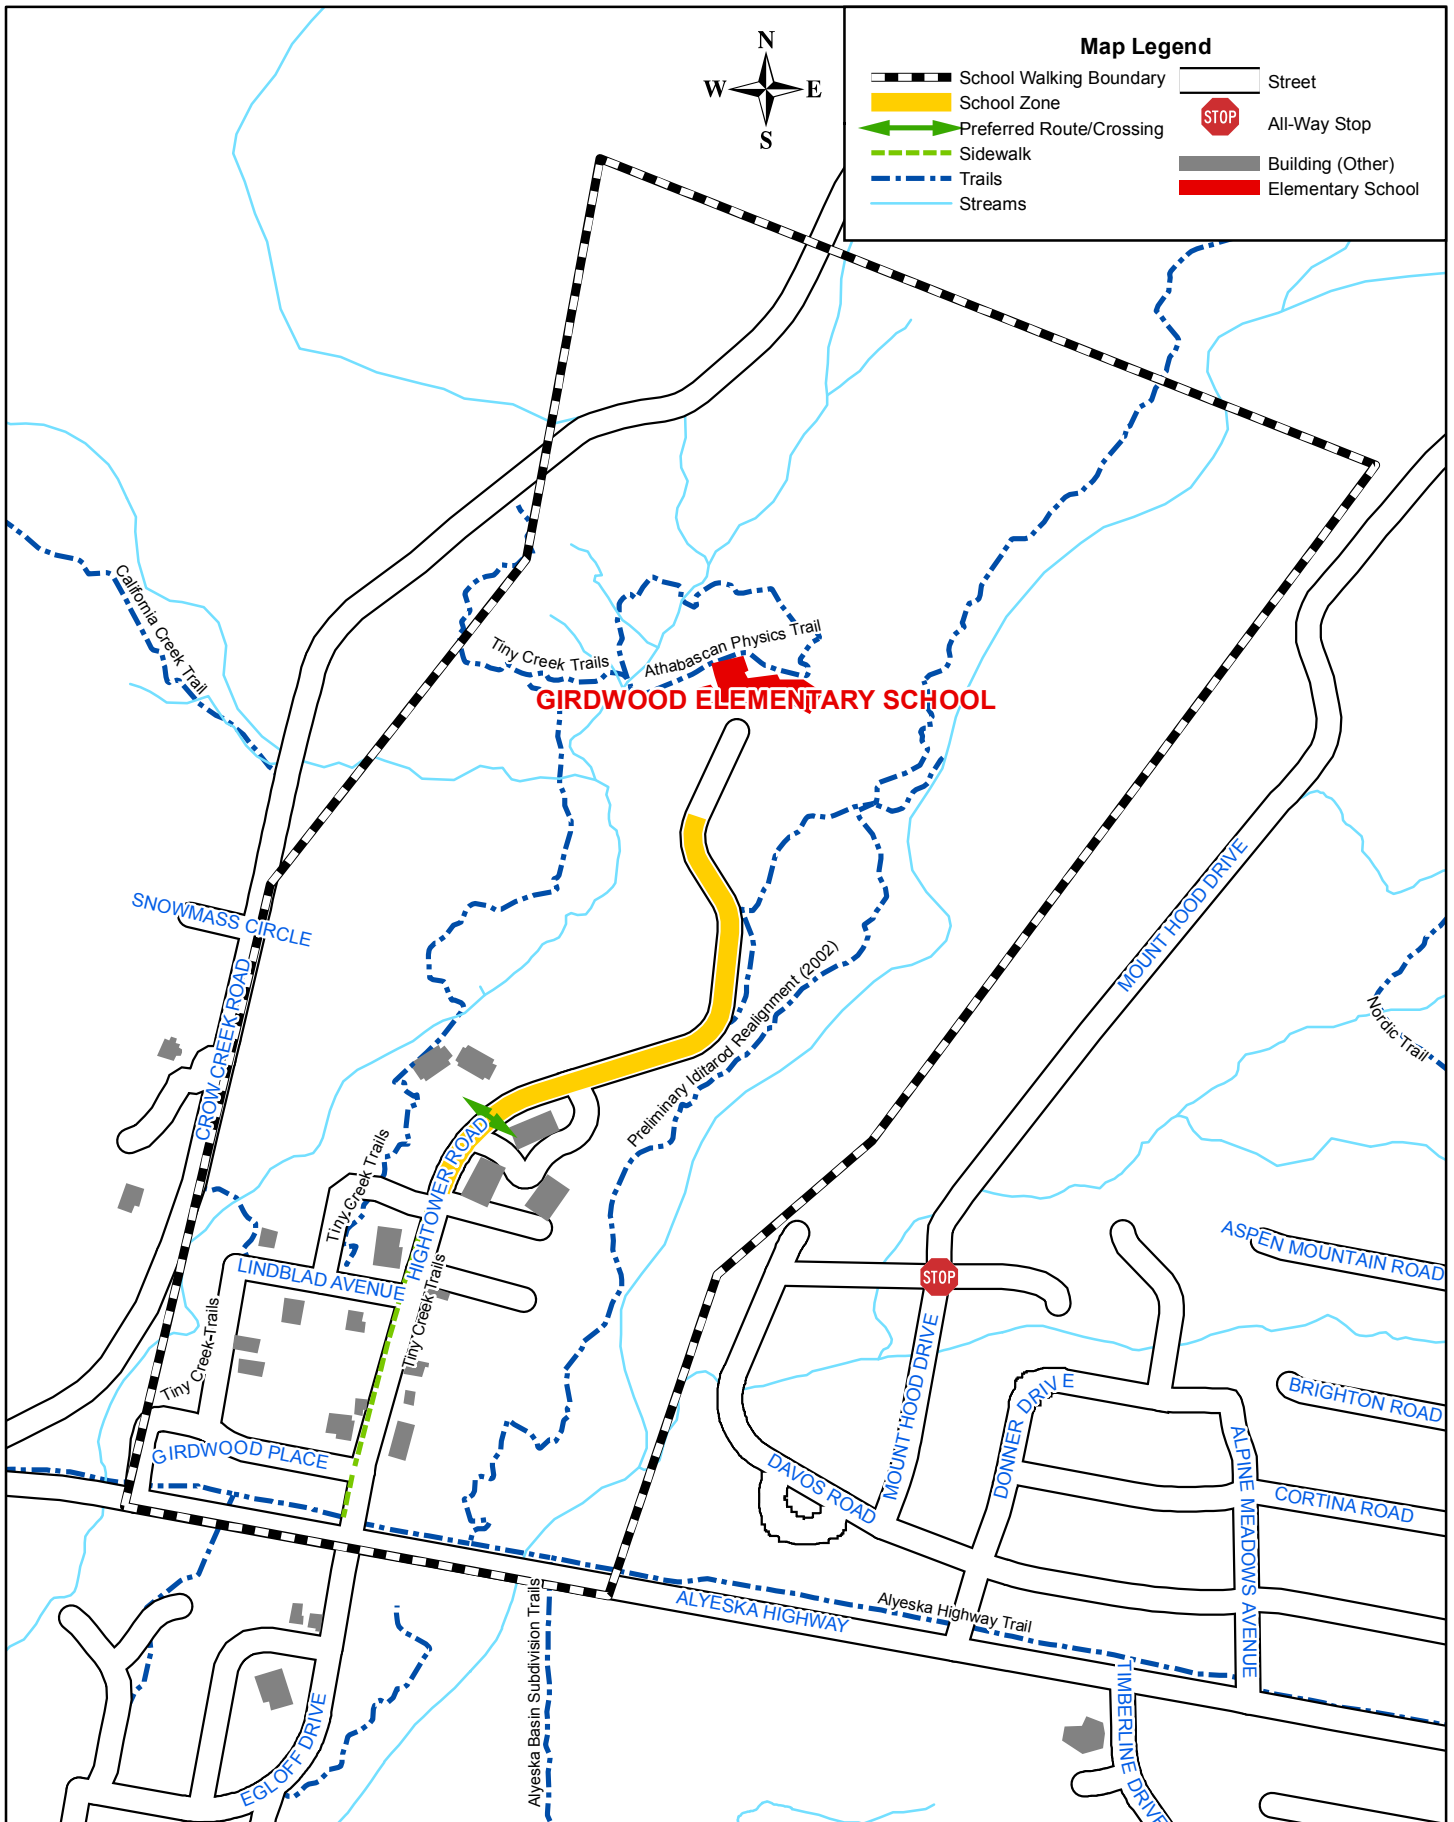 N
W E
S
Map Legend
School Walking Boundary
School Zone
Preferred Route/Crossing
Sidewalk
Trails
Streams
Street
STOP
All-Way Stop
Building (Other)
Elementary School
California Creek Trail
Tiny Creek Trails
Athabascan Physics Trail
GIRDWOOD ELEMENTARY SCHOOL
SNOWMASS CIRCLE
CROW CREEK ROAD
MOUNT HOOD DRIVE
Nordic Trail
Preliminary Iditarod Realignment (2002)
HIGHTOWER ROAD
Tiny Creek Trails
Tiny Creek Trails
LINDBLAD AVENUE
Tiny Creek Trails
GIRDWOOD PLACE
STOP
ASPEN MOUNTAIN ROAD
MOUNT HOOD DRIVE
DONNER DRIVE
BRIGHTON ROAD
DAVOS ROAD
ALPINE MEADOWS AVENUE
CORTINA ROAD
ALYESKA HIGHWAY
Alyeska Highway Trail
Alyeska Basin Subdivision Trails
EGLOFF DRIVE
TIMBERLINE DRIVE